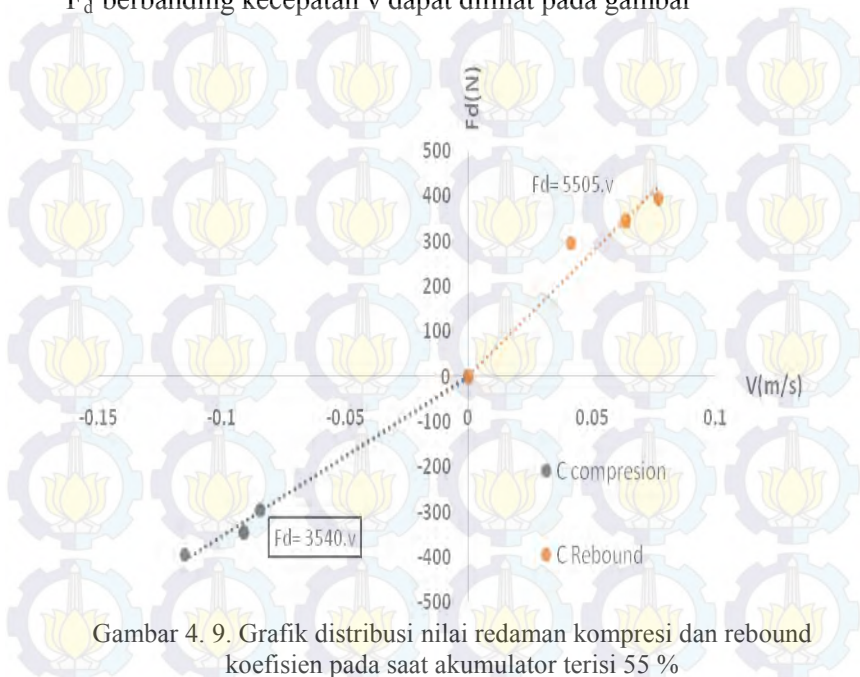 F_d berbanding kecepatan v dapat dilihat pada gambar
Fd(N)
500
400
300
200
100
0
-100
-200
-300
-400
-500
-0.15
-0.1
-0.05
0
0.05
0.1
V(m/s)
Fd= 5505.v
Fd= 3540.v
C compresion
C Rebound
Gambar 4. 9. Grafik distribusi nilai redaman kompresi dan rebound
koefisien pada saat akumulator terisi 55 %